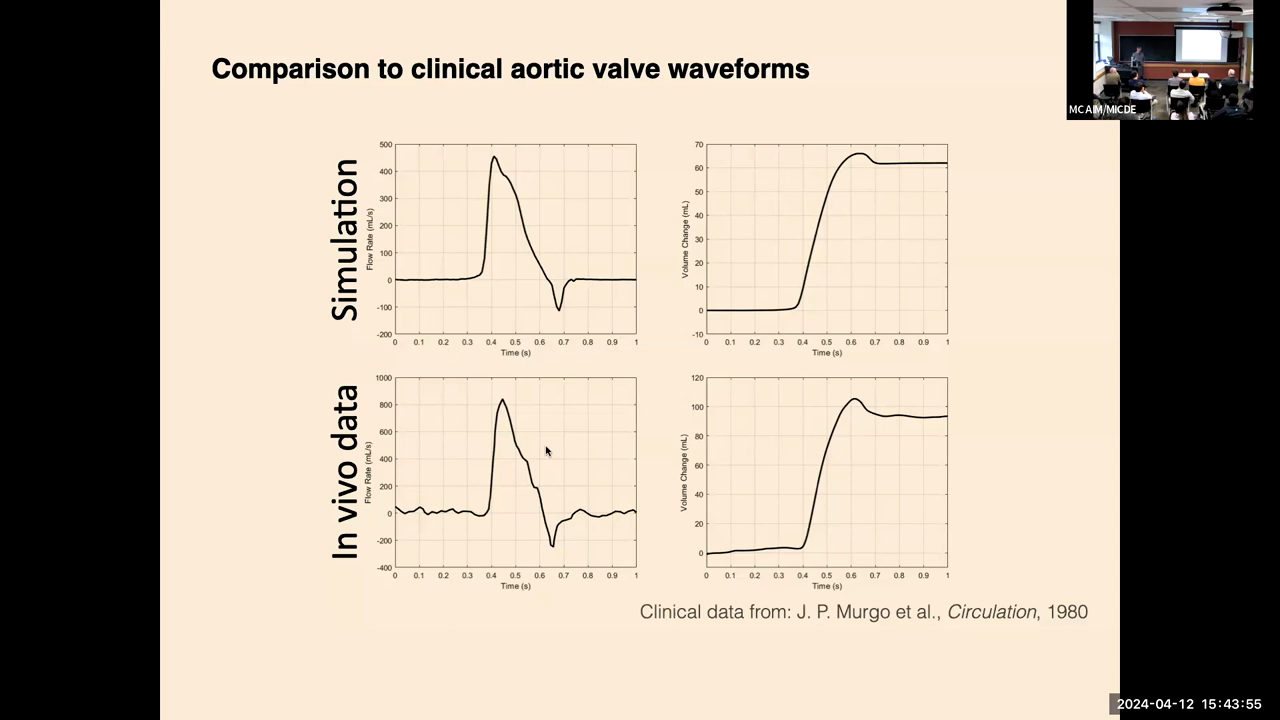 Comparison to clinical aortic valve waveforms
MCAIM/MICDE
Simulation
Flow Rate (mL/s)
500
400
300
200
100
0
-100
-200
0 0.1 0.2 0.3 0.4 0.5 0.6 0.7 0.8 0.9 1
Time (s)
Volume Change (mL)
70
60
50
40
30
20
10
0
-10
0 0.1 0.2 0.3 0.4 0.5 0.6 0.7 0.8 0.9 1
Time (s)
In vivo data
Flow Rate (mL/s)
1000
800
600
400
200
0
-200
-400
0 0.1 0.2 0.3 0.4 0.5 0.6 0.7 0.8 0.9 1
Time (s)
Volume Change (mL)
120
100
80
60
40
20
0
0 0.1 0.2 0.3 0.4 0.5 0.6 0.7 0.8 0.9 1
Time (s)
Clinical data from: J. P. Murgo et al., Circulation, 1980
2024-04-12 15:43:55